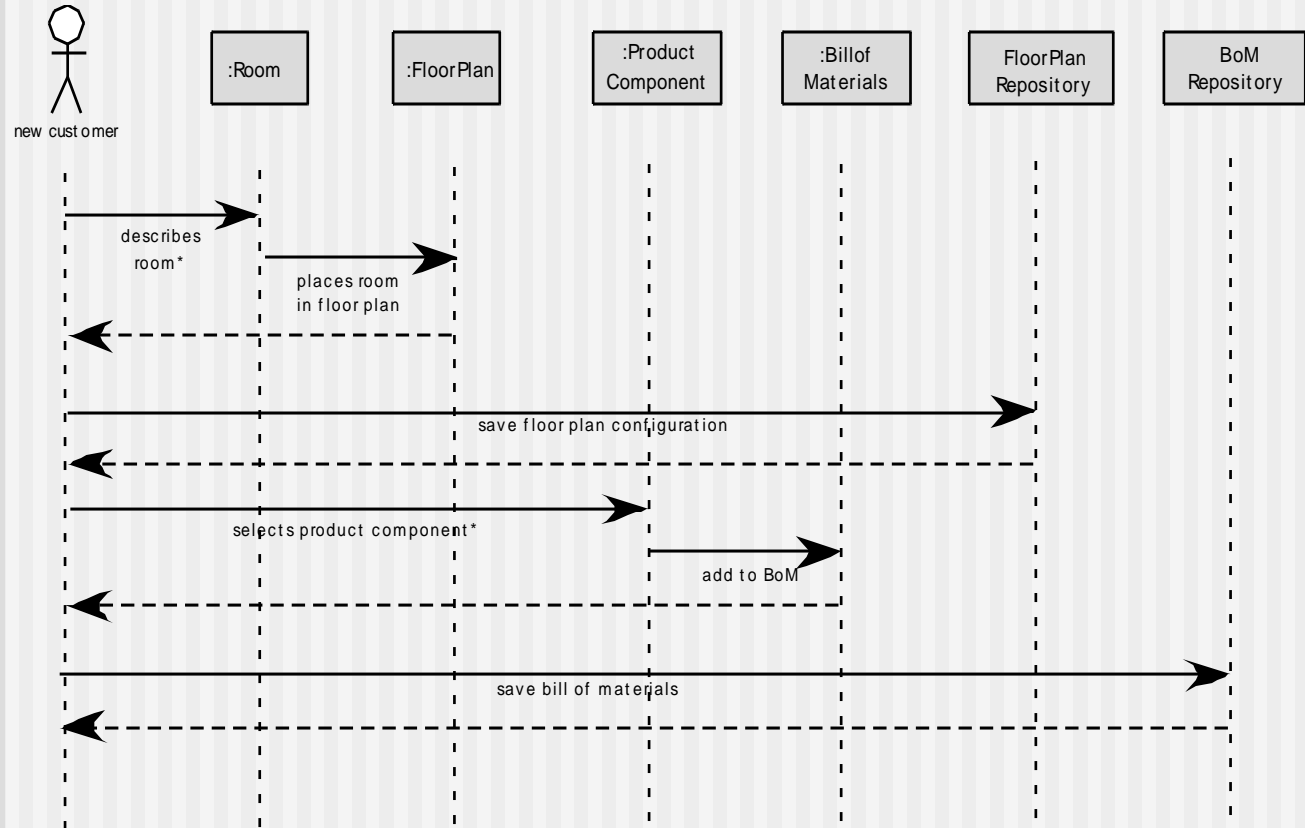 new customer
:Room
:FloorPlan
:Product
Component
:Billof
Materials
FloorPlan
Repository
BoM
Repository
describes
room*
places room
in floor plan
save floor plan configuration
selects product component*
add to BoM
save bill of materials